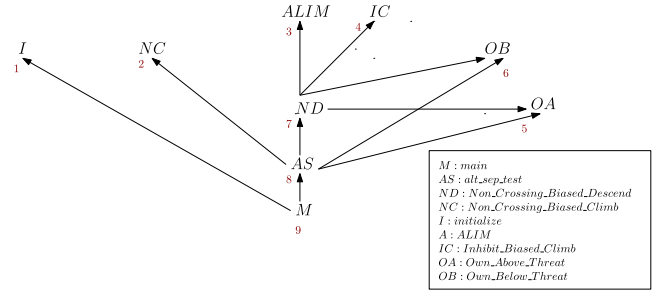 ALIM IC
3 4
I NC OB
1 2 6
ND OA
7 5
AS
8
M
9
M : main
AS : alt_sep_test
ND : Non_Crossing_Biased_Descend
NC : Non_Crossing_Biased_Climb
I : initialize
A : ALIM
IC : Inhibit_Biased_Climb
OA : Own_Above_Threat
OB : Own_Below_Threat